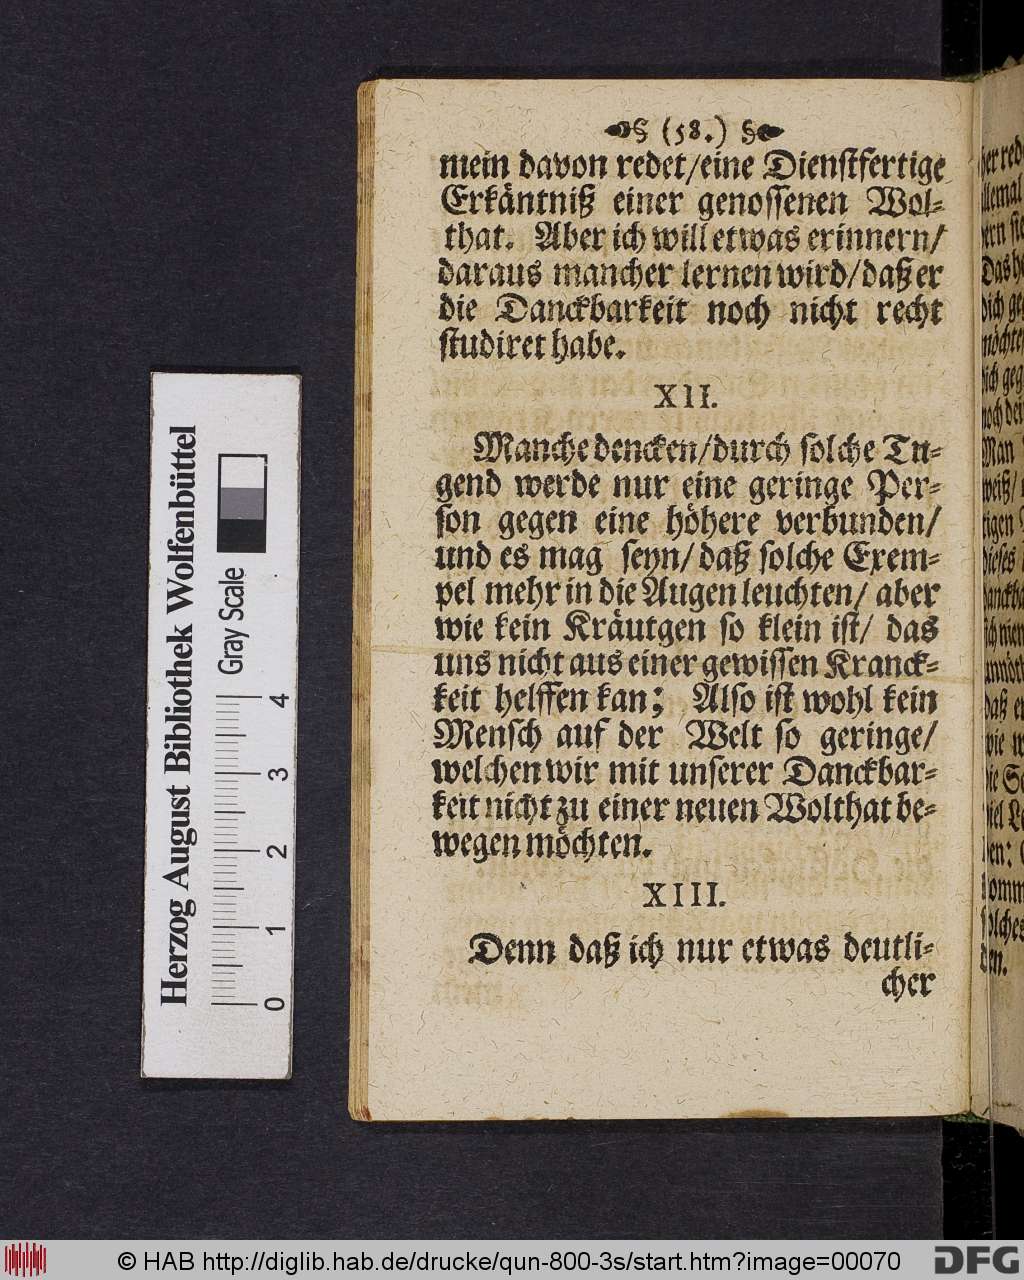 § (58.) §
mein davon redet/eine Dienstfertige
Erkäntniß einer genossenen Wol-
that. Aber ich will etwas erinnern/
daraus mancher lernen wird/daß er
die Danckbarkeit noch nicht recht
studiret habe.
XII.
Manche dencken/durch solche Tu-
gend werde nur eine geringe Per-
son gegen eine höhere verbunden/
und es mag seyn/ daß solche Exem-
pel mehr in die Augen leuchten/ aber
wie kein Kräutgen so klein ist/ das
uns nicht aus einer gewissen Kranck-
keit helffen kan; Also ist wohl kein
Mensch auf der Welt so geringe/
welchen wir mit unserer Danckbar-
keit nicht zu einer neuen Wolthat be-
wegen möchten.
XIII.
Denn daß ich nur etwas deutli-
cher
Herzog August Bibliothek Wolfenbüttel
Gray Scale
0 1 2 3 4
© HAB http://diglib.hab.de/drucke/qun-800-3s/start.htm?image=00070
DFG